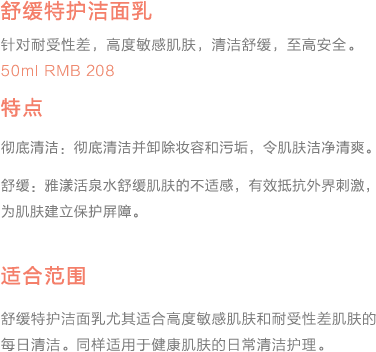 舒缓特护洁面乳
针对耐受性差，高度敏感肌肤，清洁舒缓，至高安全。
50ml RMB 208
特点
彻底清洁：彻底清洁并卸除妆容和污垢，令肌肤洁净清爽。
舒缓：雅漾活泉水舒缓肌肤的不适感，有效抵抗外界刺激，
为肌肤建立保护屏障。
适合范围
舒缓特护洁面乳尤其适合高度敏感肌肤和耐受性差肌肤的
每日清洁。同样适用于健康肌肤的日常清洁护理。